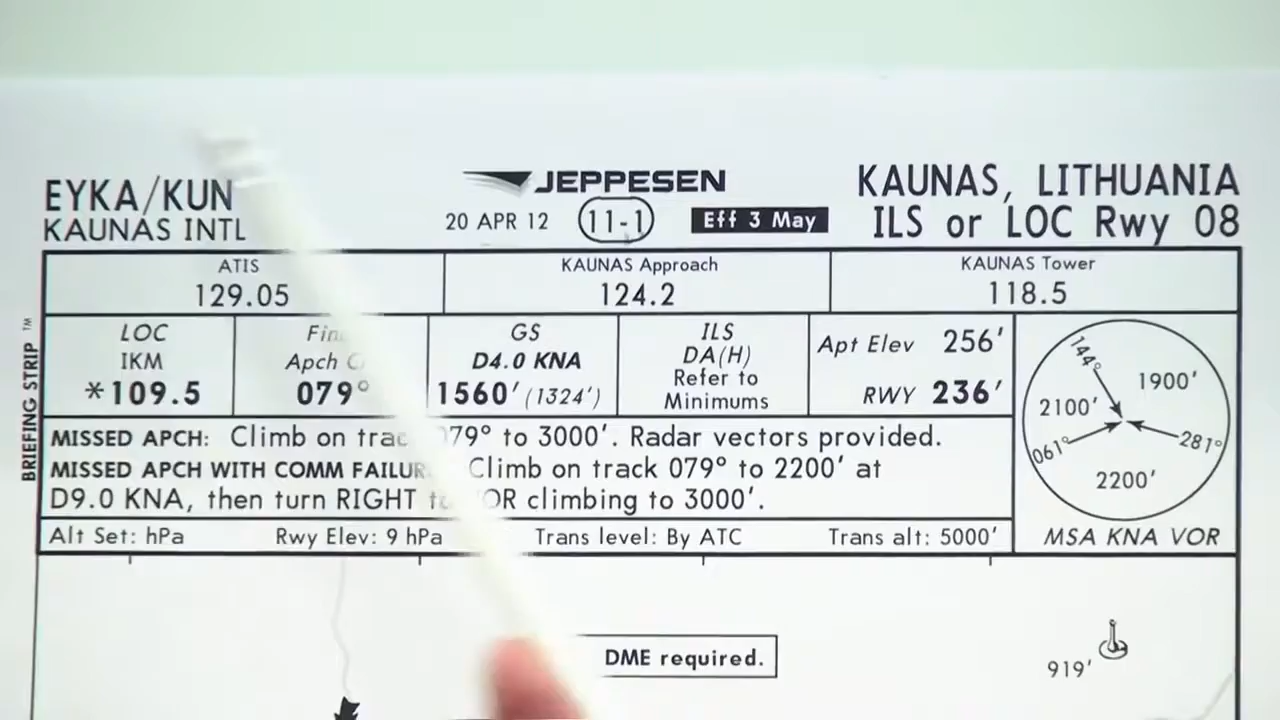 EYKA/KUN
KAUNAS INTL
JEPPESEN
20 APR 12 11-1 Eff 3 May
KAUNAS, LITHUANIA
ILS or LOC Rwy 08
BRIEFING STRIP ™
ATIS
129.05
KAUNAS Approach
124.2
KAUNAS Tower
118.5
LOC
IKM
*109.5
Apch
079°
GS
D4.0 KNA
1560' (1324')
ILS
DA(H)
Refer to
Minimums
Apt Elev 256'
RWY 236'
MISSED APCH: Climb on 079° to 3000'. Radar vectors provided.
MISSED APCH WITH COMM Climb on track 079° to 2200' at
D9.0 KNA, then turn RIGHT climbing to 3000'.
Alt Set: hPa Rwy Elev: 9 hPa Trans level: By ATC Trans alt: 5000'
144°
1900'
2100'
061°
281°
2200'
MSA KNA VOR
DME required.
919'